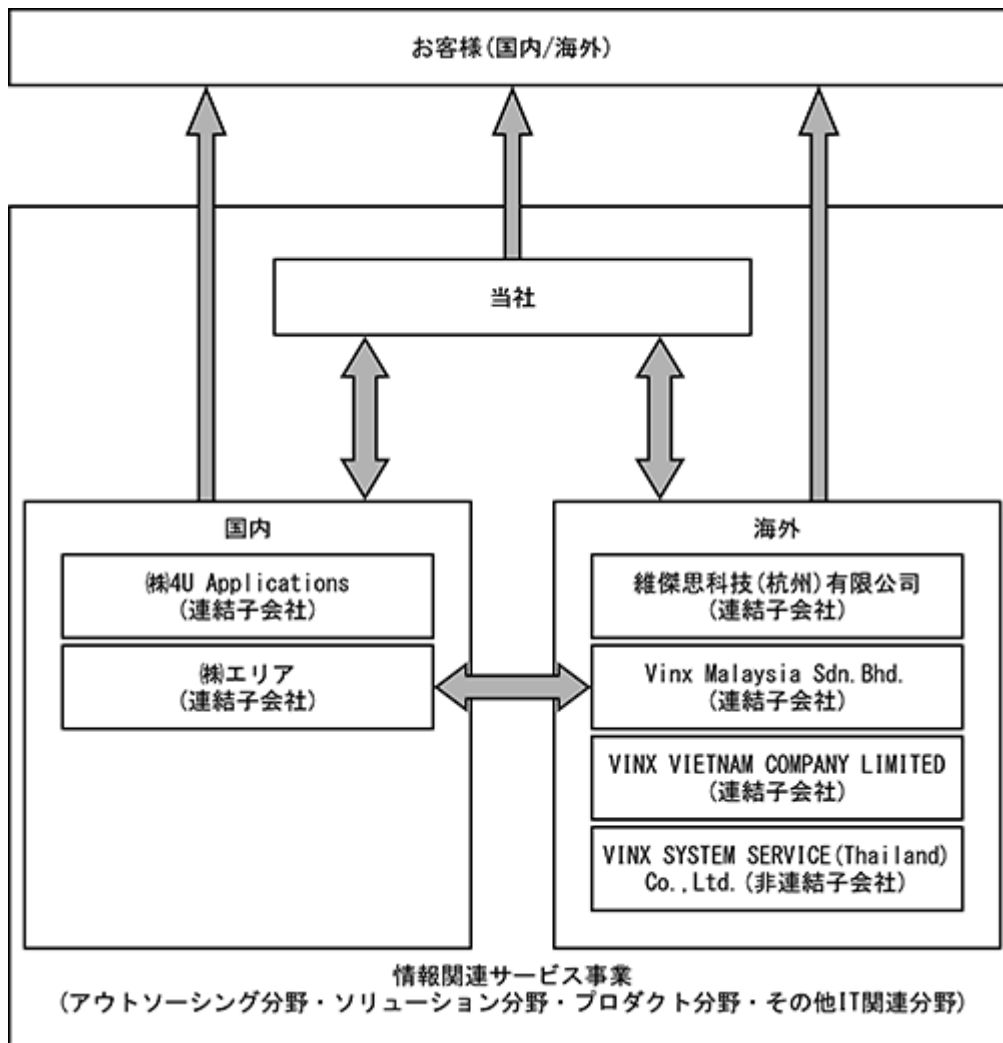 お客様(国内/海外)
当社
国内
㈱4U Applications
(連結子会社)
㈱エリア
(連結子会社)
海外
維傑思科技(杭州)有限公司
(連結子会社)
Vinx Malaysia Sdn.Bhd.
(連結子会社)
VINX VIETNAM COMPANY LIMITED
(連結子会社)
VINX SYSTEM SERVICE(Thailand)
Co.,Ltd.(非連結子会社)
情報関連サービス事業
(アウトソーシング分野・ソリューション分野・プロダクト分野・その他IT関連分野)